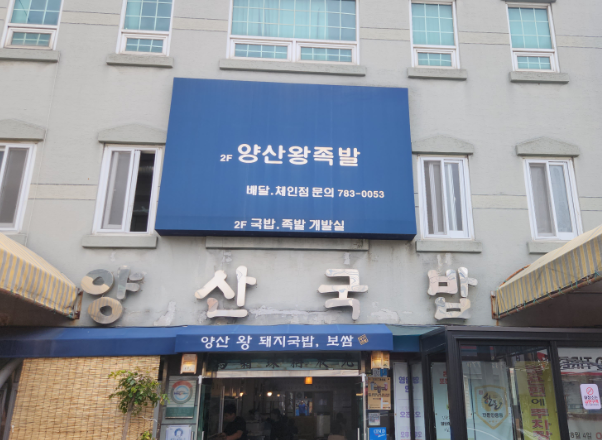 2F 양산왕족발
배달.체인점 문의 783-0053
2F 국밥.족발 개발실
양산국밥
양산 왕 돼지국밥, 보쌈